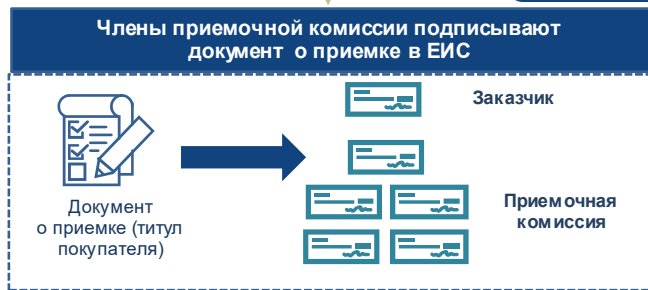 Члены приемочной комиссии подписывают
документ о приемке в ЕИС
Заказчик
Документ
о приемке (титул
покупателя)
Приемочная
комиссия